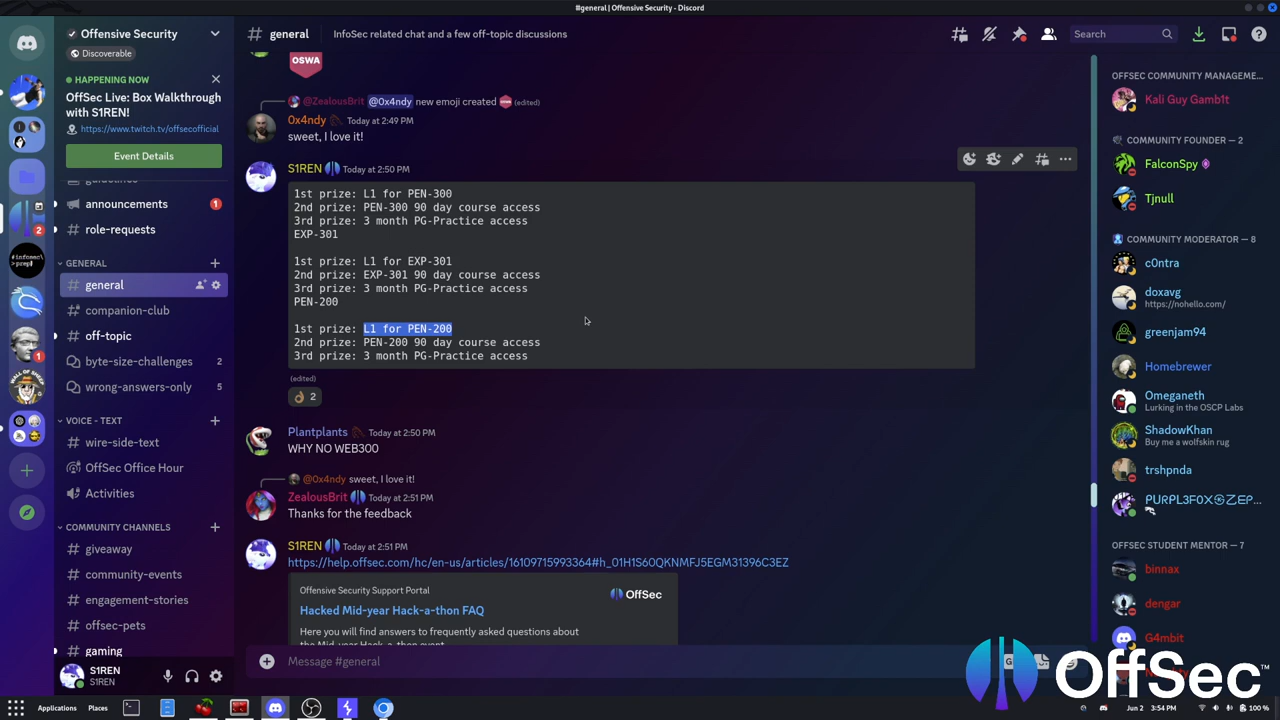 #general | Offensive Security - Discord
Offensive Security
Discoverable
HAPPENING NOW
OffSec Live: Box Walkthrough
with S1REN!
https://www.twitch.tv/offsecofficial
Event Details
guidelines
announcements
1
role-requests
GENERAL
general
companion-club
off-topic
byte-size-challenges
2
wrong-answers-only
5
VOICE - TEXT
wire-side-text
OffSec Office Hour
Activities
COMMUNITY CHANNELS
giveaway
community-events
engagement-stories
offsec-pets
gaming
S1REN
S1REN
2
1
# general
InfoSec related chat and a few off-topic discussions
Search
OSWA
@ZealousBrit @0x4ndy new emoji created (edited)
0x4ndy Today at 2:49 PM
sweet, I love it!
S1REN Today at 2:50 PM
1st prize: L1 for PEN-300
2nd prize: PEN-300 90 day course access
3rd prize: 3 month PG-Practice access
EXP-301
1st prize: L1 for EXP-301
2nd prize: EXP-301 90 day course access
3rd prize: 3 month PG-Practice access
PEN-200
1st prize: L1 for PEN-200
2nd prize: PEN-200 90 day course access
3rd prize: 3 month PG-Practice access
(edited)
2
Plantplants Today at 2:50 PM
WHY NO WEB300
@0x4ndy sweet, I love it!
ZealousBrit Today at 2:51 PM
Thanks for the feedback
S1REN Today at 2:51 PM
https://help.offsec.com/hc/en-us/articles/16109715993364#h_01H1S60QKNMFJ5EGM31396C3EZ
Offensive Security Support Portal
OffSec
Hacked Mid-year Hack-a-thon FAQ
Here you will find answers to frequently asked questions about
the Mid-year Hack-a-thon event
Message #general
OFFSEC COMMUNITY MANAGEME...
Kali Guy Gamb1t
COMMUNITY FOUNDER — 2
FalconSpy
Tjnull
COMMUNITY MODERATOR — 8
c0ntra
doxavg
https://nohello.com/
greenjam94
Homebrewer
Omeganeth
Lurking in the OSCP Labs
ShadowKhan
Buy me a wolfskin rug
trshpnda
OFFSEC STUDENT MENTOR — 7
binnax
dengar
G4mbit
OffSec™
Applications
Places
Jun 2
3:54 PM
100 %